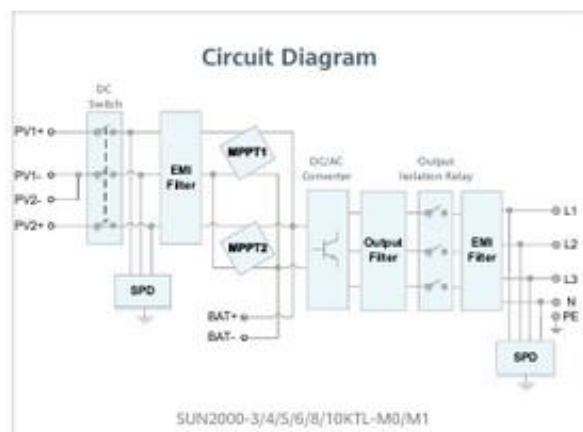 Circuit Diagram
DC
Switch
PV1+
PV1-
PV2-
PV2+
EMI
Filter
MPPT1
MPPT2
SPD
BAT+
BAT-
DC/AC
Converter
Output
Filter
Output
Isolation Relay
EMI
Filter
L1
L2
L3
N
PE
SPD
SUN2000-3/4/5/6/8/10KTL-M0/M1